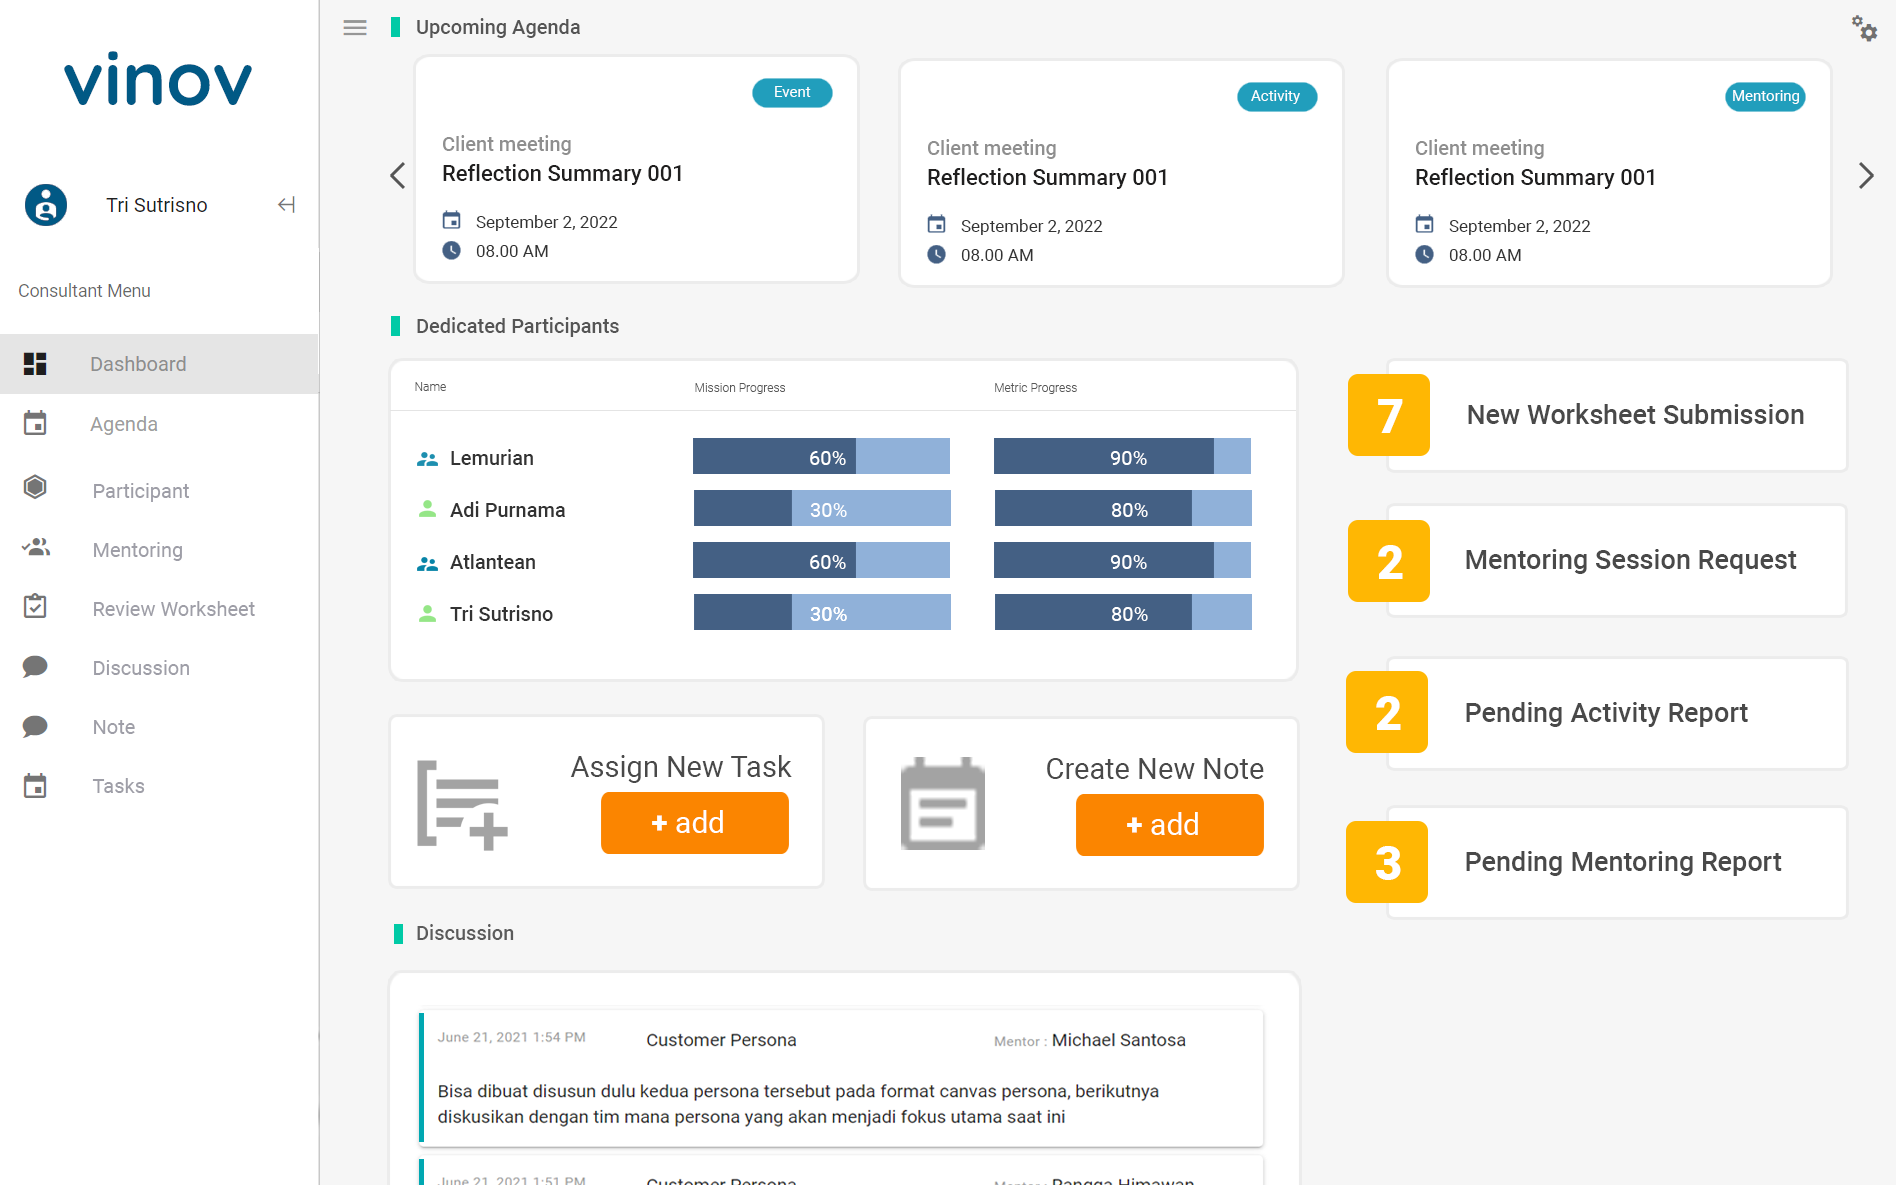 vinov
Tri Sutrisno
Consultant Menu
Dashboard
Agenda
Participant
Mentoring
Review Worksheet
Discussion
Note
Tasks
Upcoming Agenda
Event
Client meeting
Reflection Summary 001
September 2, 2022
08.00 AM
Activity
Client meeting
Reflection Summary 001
September 2, 2022
08.00 AM
Mentoring
Client meeting
Reflection Summary 001
September 2, 2022
08.00 AM
Dedicated Participants
Name Mission Progress Metric Progress
Lemurian 60% 90%
Adi Purnama 30% 80%
Atlantean 60% 90%
Tri Sutrisno 30% 80%
7 New Worksheet Submission
2 Mentoring Session Request
2 Pending Activity Report
3 Pending Mentoring Report
Assign New Task
+ add
Create New Note
+ add
Discussion
June 21, 2021 1:54 PM Customer Persona Mentor : Michael Santosa
Bisa dibuat disusun dulu kedua persona tersebut pada format canvas persona, berikutnya
diskusikan dengan tim mana persona yang akan menjadi fokus utama saat ini
June 21, 2021 1:51 PM Customer Persona Mentor : Rangga Himawan